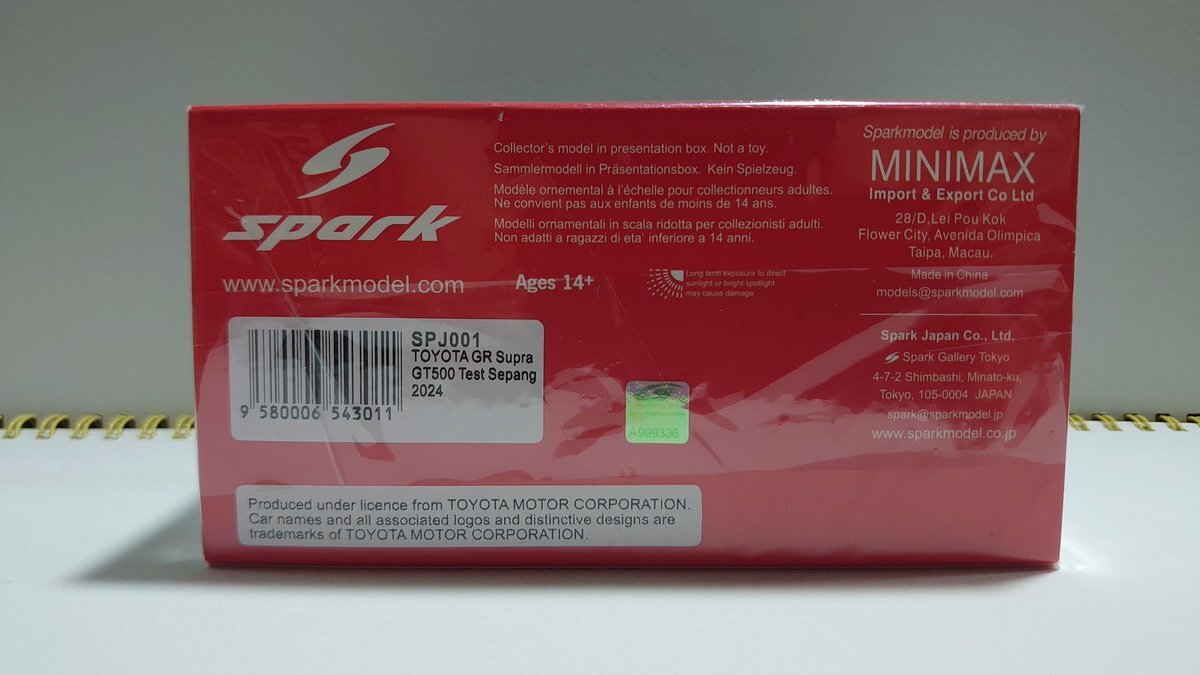 spark
www.sparkmodel.com
Collector's model in presentation box. Not a toy.
Sammlermodell in Präsentationsbox. Kein Spielzeug.
Modèle ornemental à l'échelle pour collectionneurs adultes.
Ne convient pas aux enfants de moins de 14 ans.
Modelli ornamentali in scala ridotta per collezionisti adulti.
Non adatti a ragazzi di eta' inferiore a 14 anni.
Ages 14+
Long term exposure to direct
sunlight or bright spotlight
may cause damage
Sparkmodel is produced by
MINIMAX
Import & Export Co Ltd
28/D, Lei Pou Kok
Flower City, Avenida Olimpica
Taipa, Macau.
Made in China
models@sparkmodel.com
Spark Japan Co., Ltd.
Spark Gallery Tokyo
4-7-2 Shimbashi, Minato-ku,
Tokyo, 105-0004 JAPAN
spark@sparkmodel.jp
www.sparkmodel.co.jp
SPJ001
TOYOTA GR Supra
GT500 Test Sepang
2024
9 580006 543011
A999336
Produced under licence from TOYOTA MOTOR CORPORATION.
Car names and all associated logos and distinctive designs are
trademarks of TOYOTA MOTOR CORPORATION.